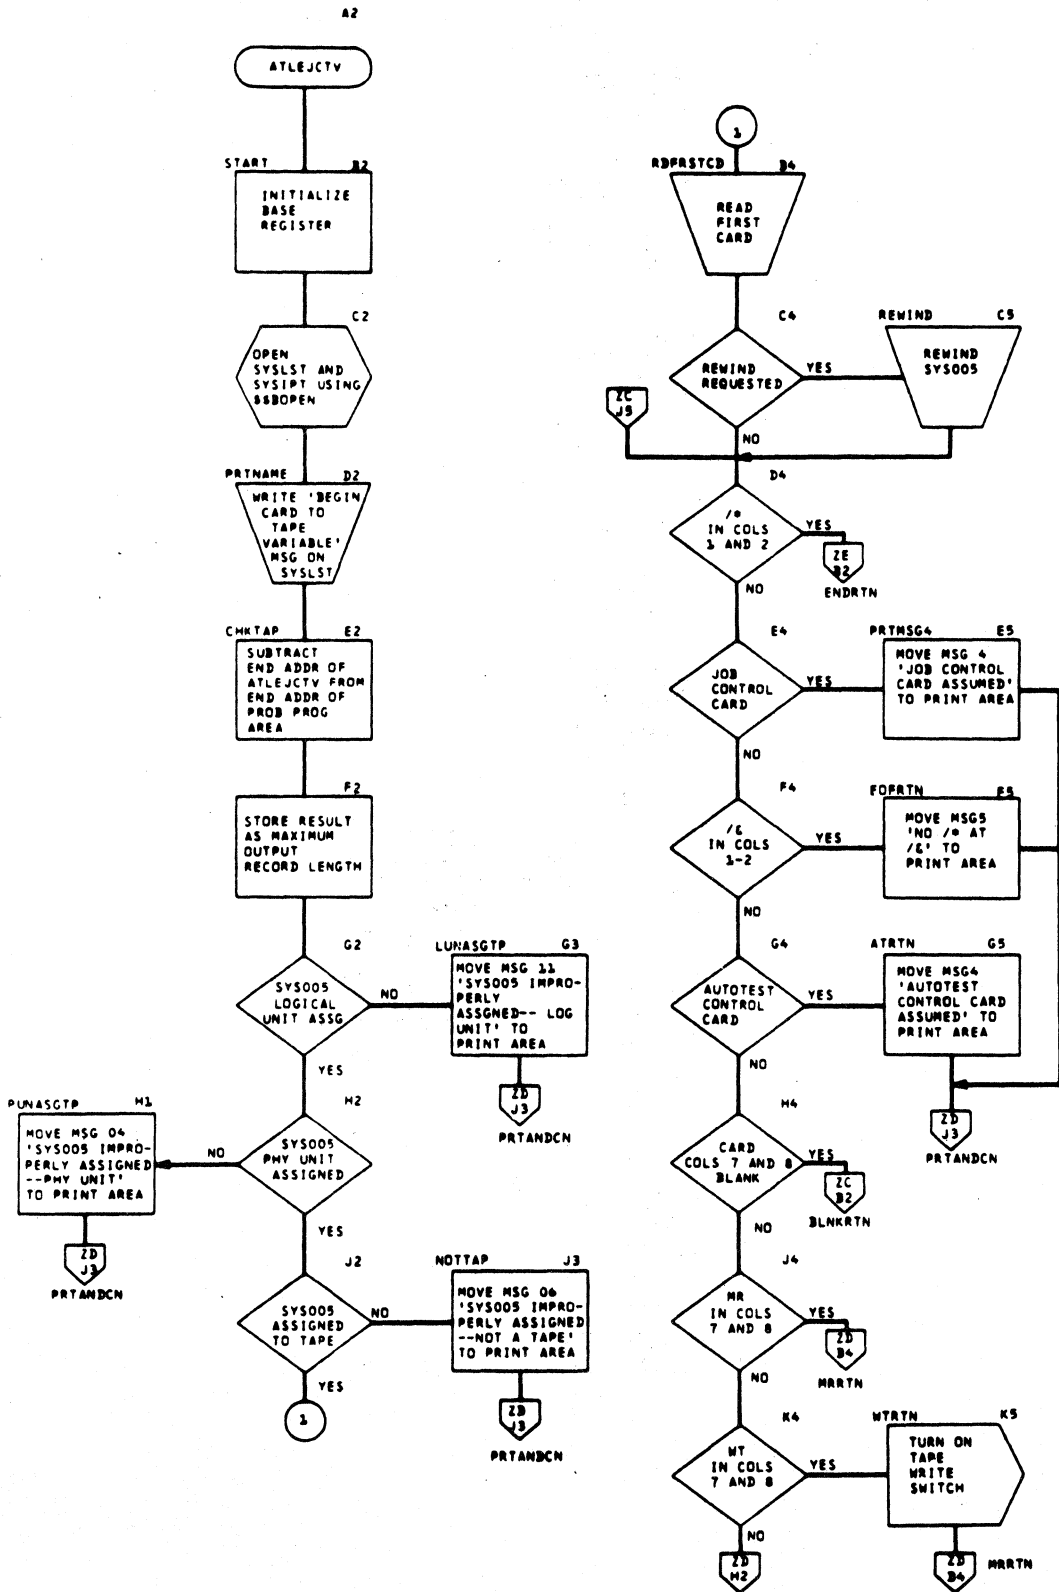 A2
ATLEJCTV
START B2
INITIALIZE
BASE
REGISTER
C2
OPEN
SYSLST AND
SYSIPT USING
$$BOPEN
PRTNAME D2
WRITE 'BEGIN
CARD TO
TAPE
VARIABLE'
MSG ON
SYSLST
CHKTAP E2
SUBTRACT
END ADDR OF
ATLEJCTV FROM
END ADDR OF
PROB PROG
AREA
F2
STORE RESULT
AS MAXIMUM
OUTPUT
RECORD LENGTH
G2
SYS005
LOGICAL
UNIT ASSG
NO
YES
LUNASGTP G3
MOVE MSG 11
'SYS005 IMPRO-
PERLY
ASSGNED-- LOG
UNIT' TO
PRINT AREA
ZD
J3
PRTANDCN
H2
SYS005
PHY UNIT
ASSIGNED
NO
YES
PUNASGTP H1
MOVE MSG 04
'SYS005 IMPRO-
PERLY ASSIGNED
--PHY UNIT'
TO PRINT AREA
ZD
J3
PRTANDCN
J2
SYS005
ASSIGNED
TO TAPE
NO
YES
1
NOTTAP J3
MOVE MSG 06
'SYS005 IMPRO-
PERLY ASSIGNED
--NOT A TAPE'
TO PRINT AREA
ZD
J3
PRTANDCN
1
RDFRSTCD B4
READ
FIRST
CARD
C4
REWIND
REQUESTED
YES
NO
REWIND C5
REWIND
SYS005
ZC
J5
D4
/*
IN COLS
1 AND 2
YES
NO
ZE
B2
ENDRTN
E4
JOB
CONTROL
CARD
YES
NO
PRTMSG4 E5
MOVE MSG 4
'JOB CONTROL
CARD ASSUMED'
TO PRINT AREA
F4
/&
IN COLS
1-2
YES
NO
EOFRTN F5
MOVE MSG5
'NO /* AT
/&' TO
PRINT AREA
G4
AUTOTEST
CONTROL
CARD
YES
NO
ATRTN G5
MOVE MSG4
'AUTOTEST
CONTROL CARD
ASSUMED' TO
PRINT AREA
ZD
J3
PRTANDCN
H4
CARD
COLS 7 AND 8
BLANK
YES
NO
ZC
B2
BLNKRTN
J4
MR
IN COLS
7 AND 8
YES
NO
ZD
B4
MRRTN
K4
WT
IN COLS
7 AND 8
YES
NO
ZD
H2
WTRTN K5
TURN ON
TAPE
WRITE
SWITCH
ZD
B4
MRRTN